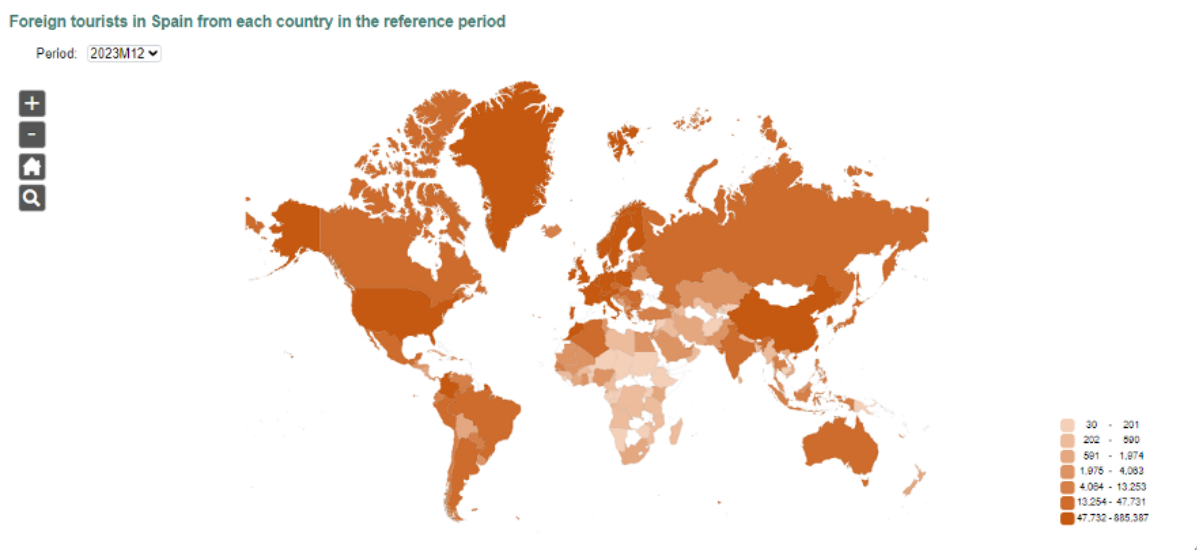 Foreign tourists in Spain from each country in the reference period
Period: 2023M12
+
-
30 - 201
202 - 590
591 - 1.974
1.975 - 4.063
4.064 - 13.253
13.254 - 47.731
47.732 - 885.387